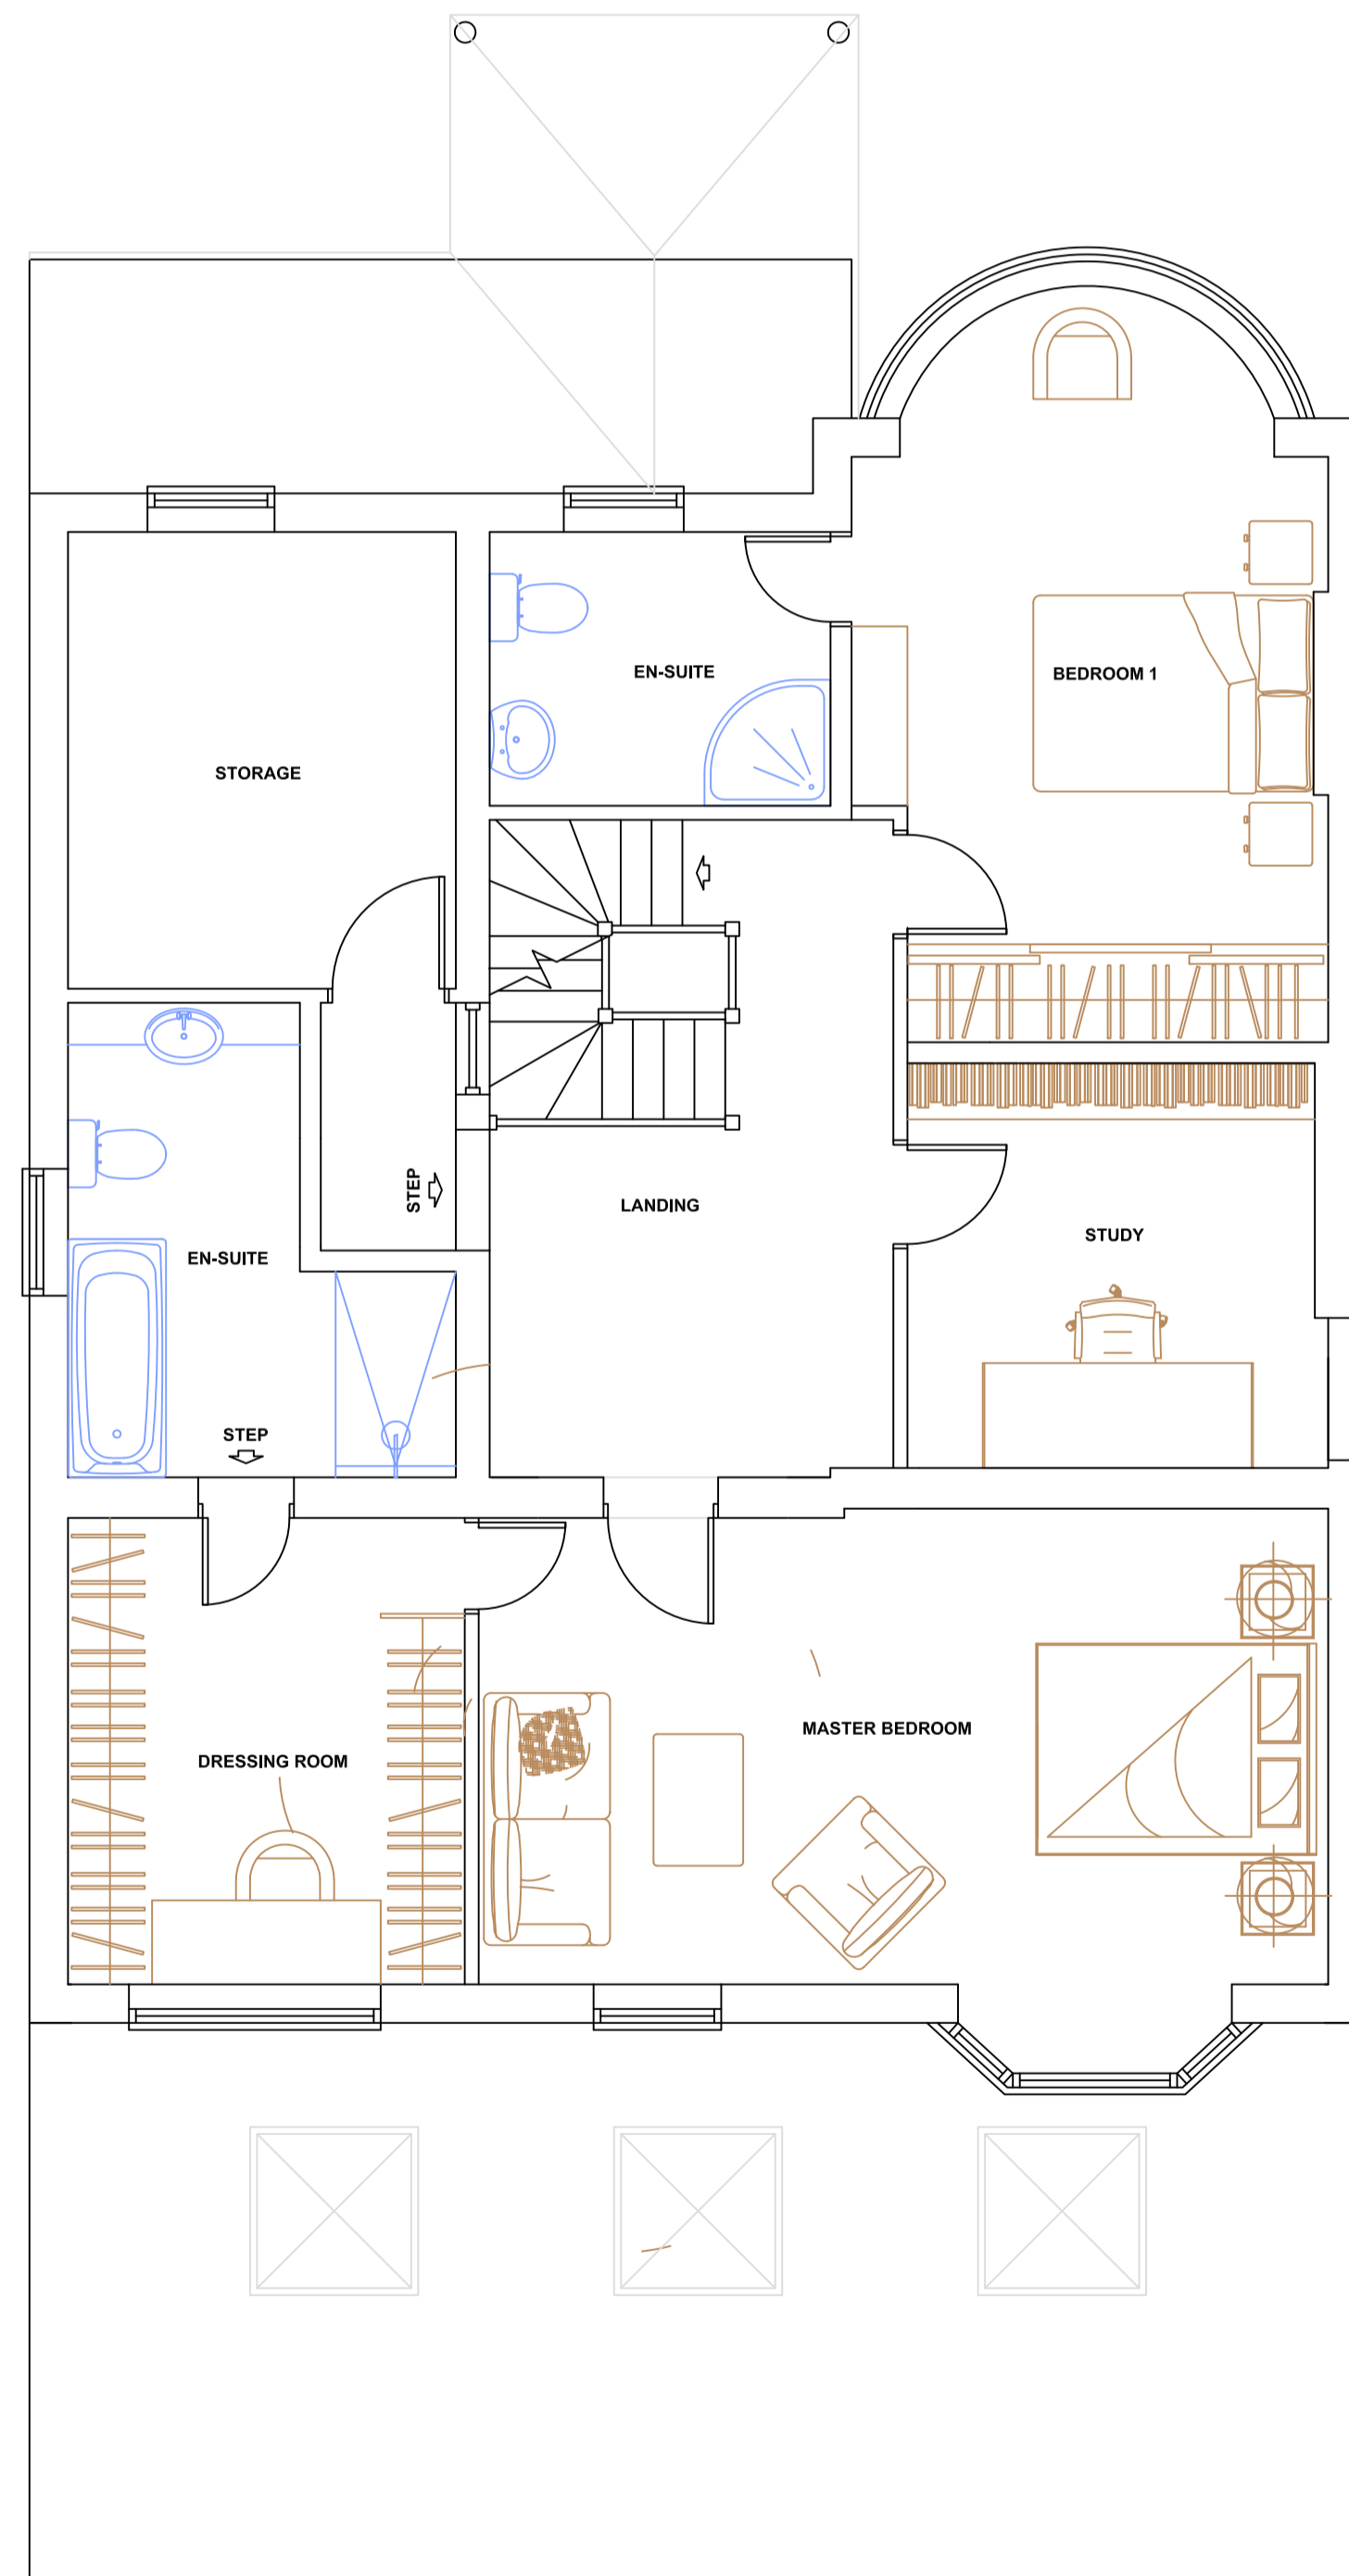 EN-SUITE
BEDROOM 1
STORAGE
STEP
LANDING
STUDY
EN-SUITE
STEP
MASTER BEDROOM
DRESSING ROOM